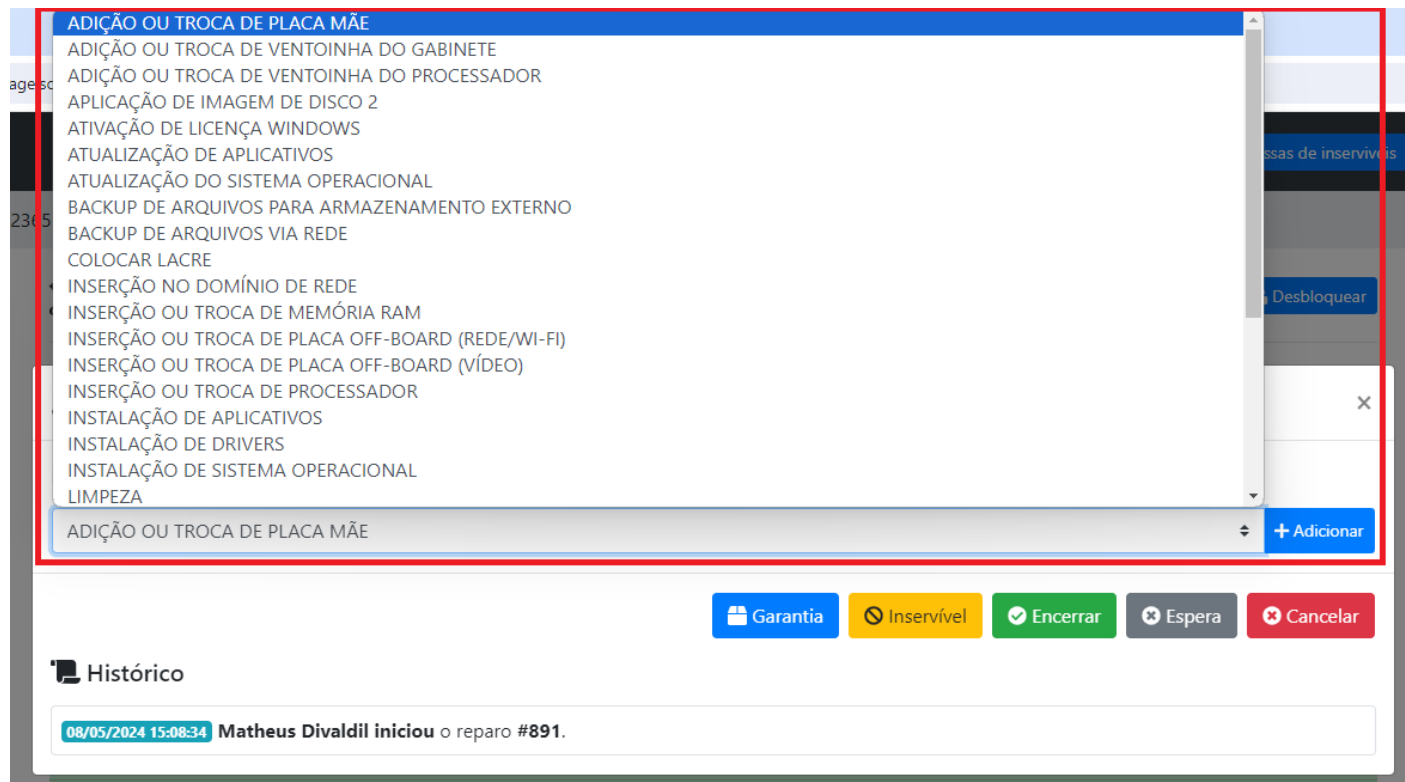 ADIÇÃO OU TROCA DE PLACA MÃE
ADIÇÃO OU TROCA DE VENTOINHA DO GABINETE
ADIÇÃO OU TROCA DE VENTOINHA DO PROCESSADOR
APLICAÇÃO DE IMAGEM DE DISCO 2
ATIVAÇÃO DE LICENÇA WINDOWS
ATUALIZAÇÃO DE APLICATIVOS
ssas de inserviveis
ATUALIZAÇÃO DO SISTEMA OPERACIONAL
BACKUP DE ARQUIVOS PARA ARMAZENAMENTO EXTERNO
2365
BACKUP DE ARQUIVOS VIA REDE
COLOCAR LACRE
INSERÇÃO NO DOMÍNIO DE REDE
Desbloquear
INSERÇÃO OU TROCA DE MEMÓRIA RAM
INSERÇÃO OU TROCA DE PLACA OFF-BOARD (REDE/WI-FI)
INSERÇÃO OU TROCA DE PLACA OFF-BOARD (VÍDEO)
INSERÇÃO OU TROCA DE PROCESSADOR
INSTALAÇÃO DE APLICATIVOS
INSTALAÇÃO DE DRIVERS
INSTALAÇÃO DE SISTEMA OPERACIONAL
LIMPEZA
ADIÇÃO OU TROCA DE PLACA MÃE
+ Adicionar
Garantia
Inservível
Encerrar
Espera
Cancelar
Histórico
08/05/2024 15:08:34 Matheus Divaldil iniciou o reparo #891.